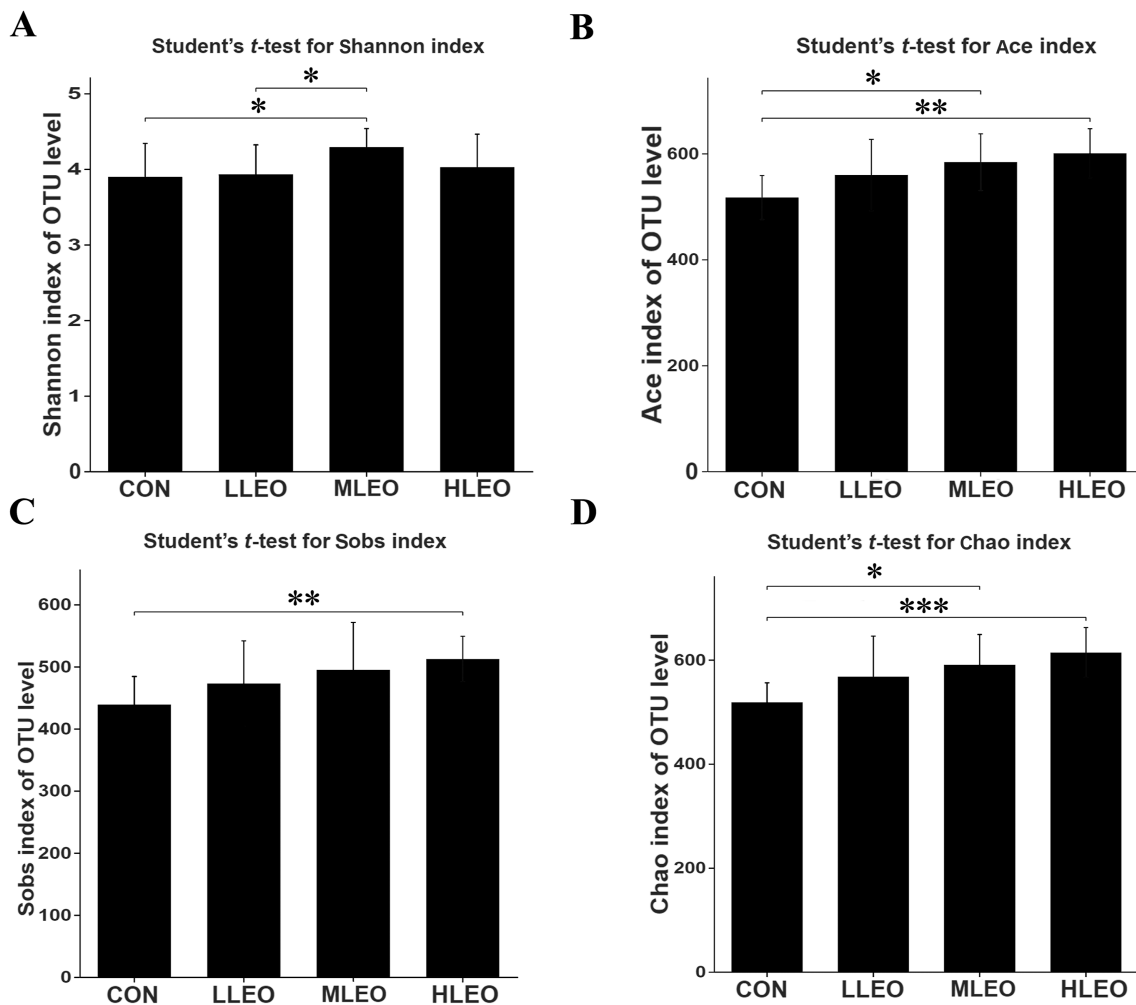 A
Student's t-test for Shannon index
Shannon index of OTU level
5
4
3
2
1
0
*
*
CON LLEO MLEO HLEO
B
Student's t-test for Ace index
Ace index of OTU level
600
400
200
0
*
**
CON LLEO MLEO HLEO
C
Student's t-test for Sobs index
Sobs index of OTU level
600
500
400
300
200
100
0
**
CON LLEO MLEO HLEO
D
Student's t-test for Chao index
Chao index of OTU level
600
400
200
0
*
***
CON LLEO MLEO HLEO